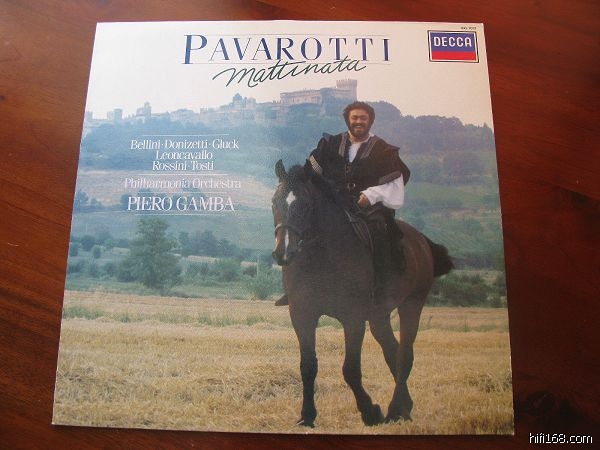 PAVAROTTI
Mattinata
DECCA
Bellini·Donizetti·Gluck
Leoncavallo
Rossini·Tosti
Philharmonia Orchestra
PIERO GAMBA
hifi168.com